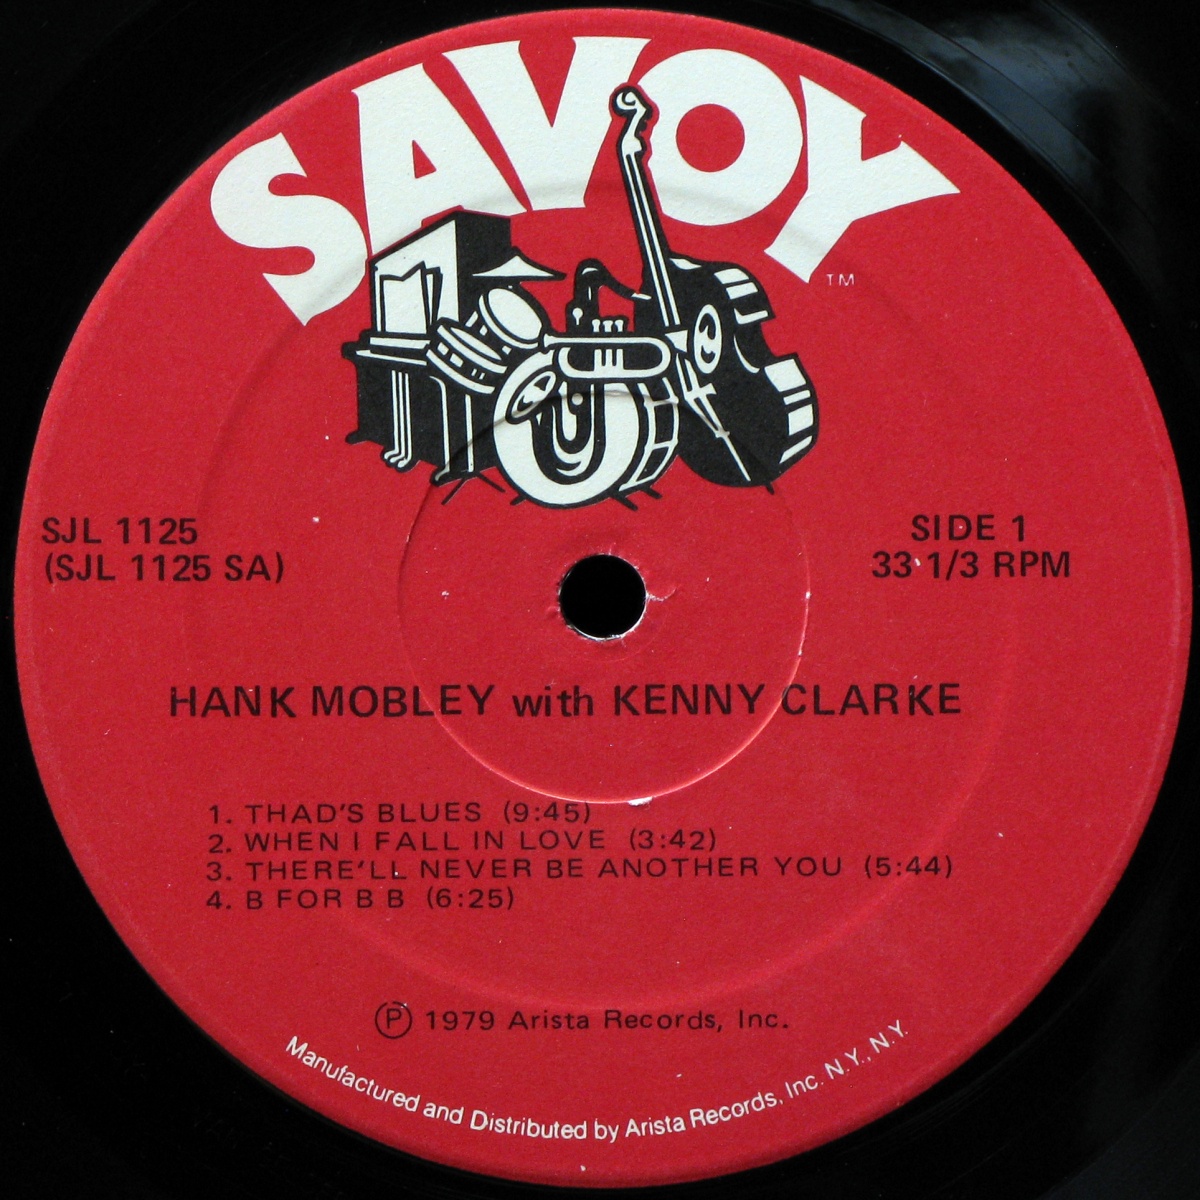 SAVOY
TM
SJL 1125
(SJL 1125 SA)
SIDE 1
33 1/3 RPM
HANK MOBLEY with KENNY CLARKE
1. THAD'S BLUES (9:45)
2. WHEN I FALL IN LOVE (3:42)
3. THERE'LL NEVER BE ANOTHER YOU (5:44)
4. B FOR B B (6:25)
Ⓟ 1979 Arista Records, Inc.
Manufactured and Distributed by Arista Records, Inc. N.Y., N.Y.